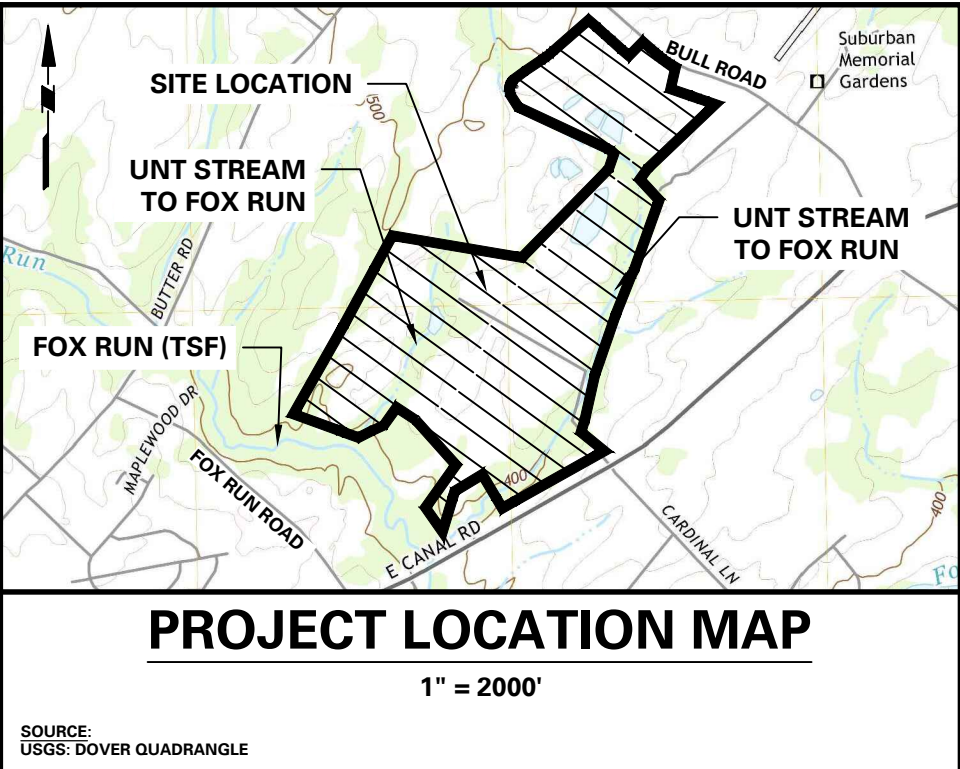 Suburban
Memorial
Gardens
BULL ROAD
SITE LOCATION
500
UNT STREAM
TO FOX RUN
UNT STREAM
TO FOX RUN
Run
BUTTER RD
FOX RUN (TSF)
MAPLEWOOD DR
FOX RUN ROAD
400
E CANAL RD
CARDINAL LN
400
Fo
PROJECT LOCATION MAP
1" = 2000'
SOURCE:
USGS: DOVER QUADRANGLE